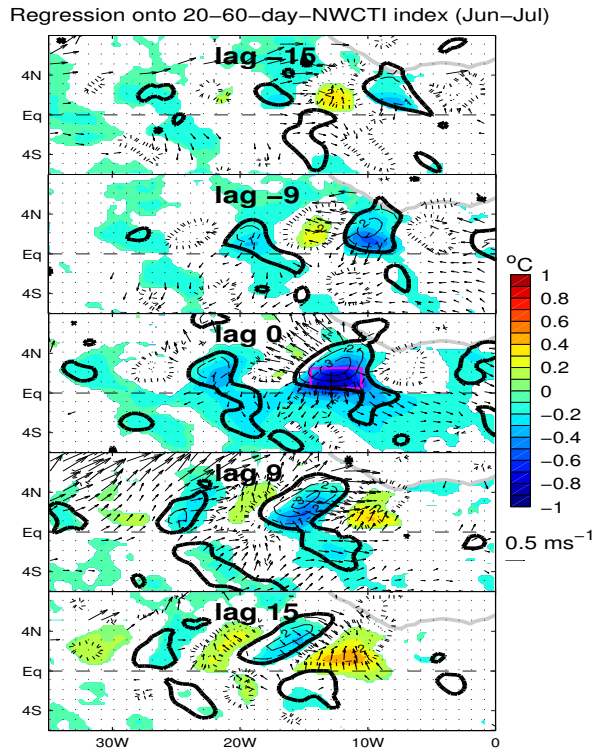 Regression onto 20−60−day−NWCTI index (Jun−Jul)
lag −15
4N
Eq
4S
lag −9
4N
Eq
4S
lag 0
4N
Eq
4S
lag 9
4N
Eq
4S
lag 15
4N
Eq
4S
30W 20W 10W 0
°C
1
0.8
0.6
0.4
0.2
0
−0.2
−0.4
−0.6
−0.8
−1
0.5 ms⁻¹